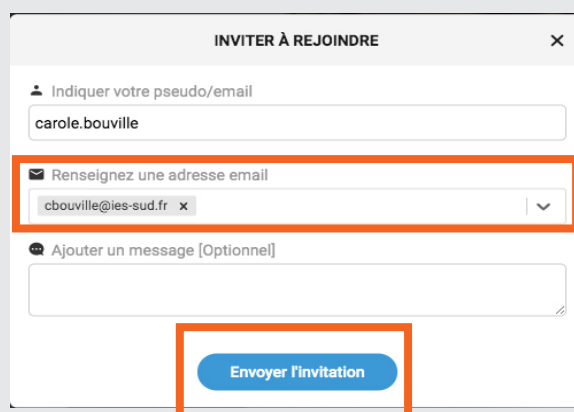 INVITER À REJOINDRE
Indiquer votre pseudo/email
carole.bouville
Renseignez une adresse email
cbouville@ies-sud.fr
Ajouter un message [Optionnel]
Envoyer l'invitation